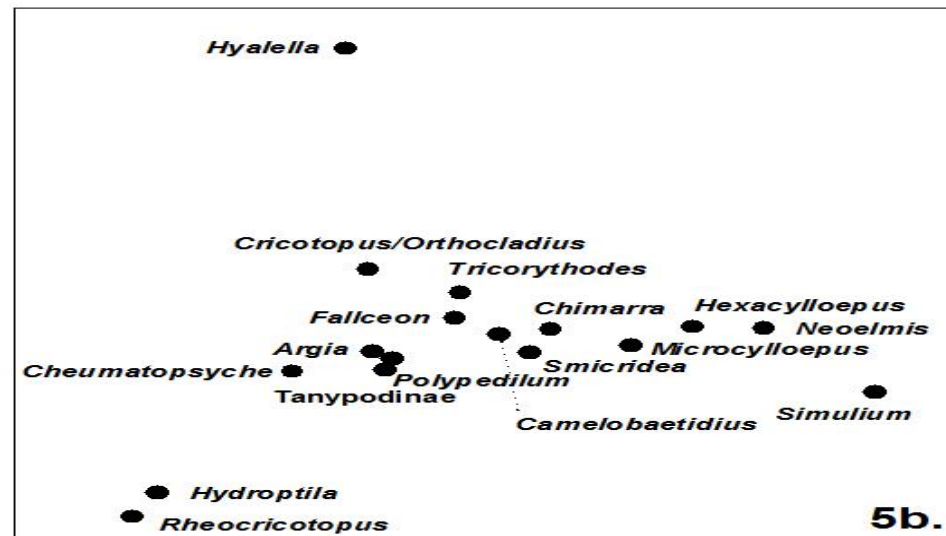 Hyalella
Cricotopus/Orthocladius
Tricorythodes
Hexacylloepus
Chimarra
Fallceon
Neoelmis
Argia
Microcylloepus
Smicridea
Cheumatopsyche
Polypedilum
Tanypodinae
Simulium
Camelobaetidius
Hydroptila
Rheocricotopus
5b.